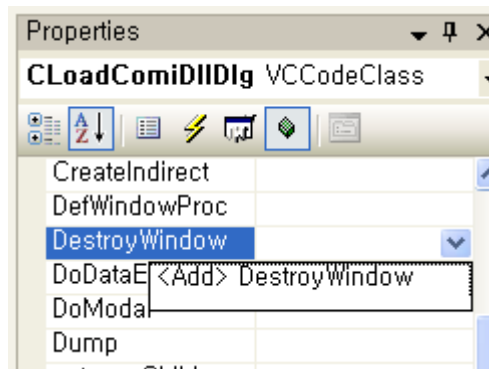 Properties
CLoadComiDllDlg VCCodeClass
CreateIndirect
DefWindowProc
DestroyWindow
DoDataE
<Add> DestroyWindow
DoModal
Dump